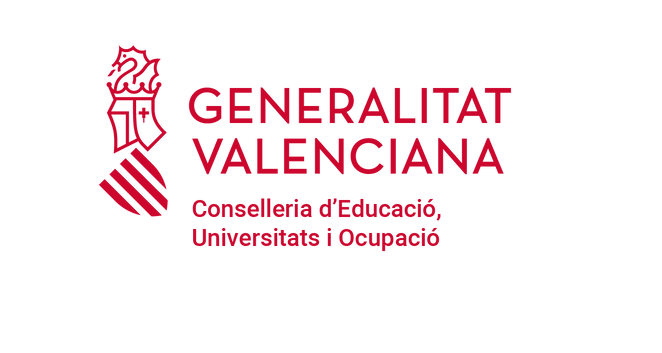 GENERALITAT
VALENCIANA
Conselleria d’Educació,
Universitats i Ocupació